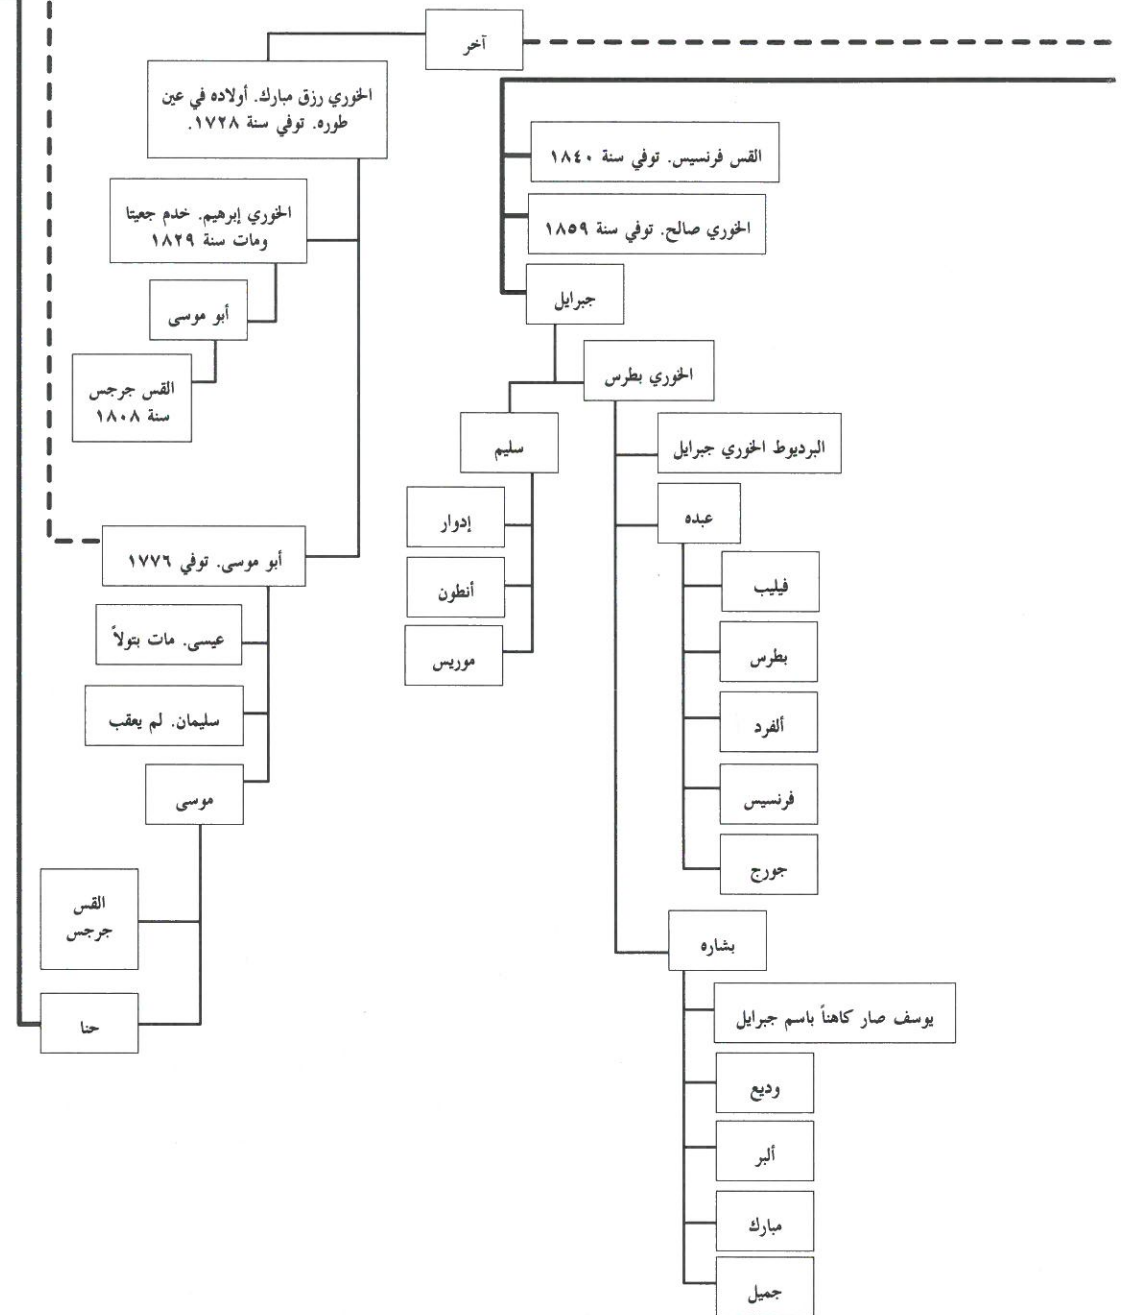 آخر
الخوري رزق مبارك. أولاده في عين
طوره. توفي سنة ١٧٢٨.
الخوري إبرهيم. خدم جعيتا
ومات سنة ١٨٢٩
أبو موسى
القس جرجس
سنة ١٨٠٨
أبو موسى. توفي ١٧٧٦
عيسى. مات بتولاً
سليمان. لم يعقب
موسى
القس
جرجس
حنا
القس فرنسيس. توفي سنة ١٨٤٠
الخوري صالح. توفي سنة ١٨٥٩
جبرايل
الخوري بطرس
البرديوط الخوري جبرايل
عبده
فيليب
بطرس
ألفرد
فرنسيس
جورج
بشاره
يوسف صار كاهناً باسم جبرايل
وديع
ألبر
مبارك
جميل
سليم
إدوار
أنطون
موريس